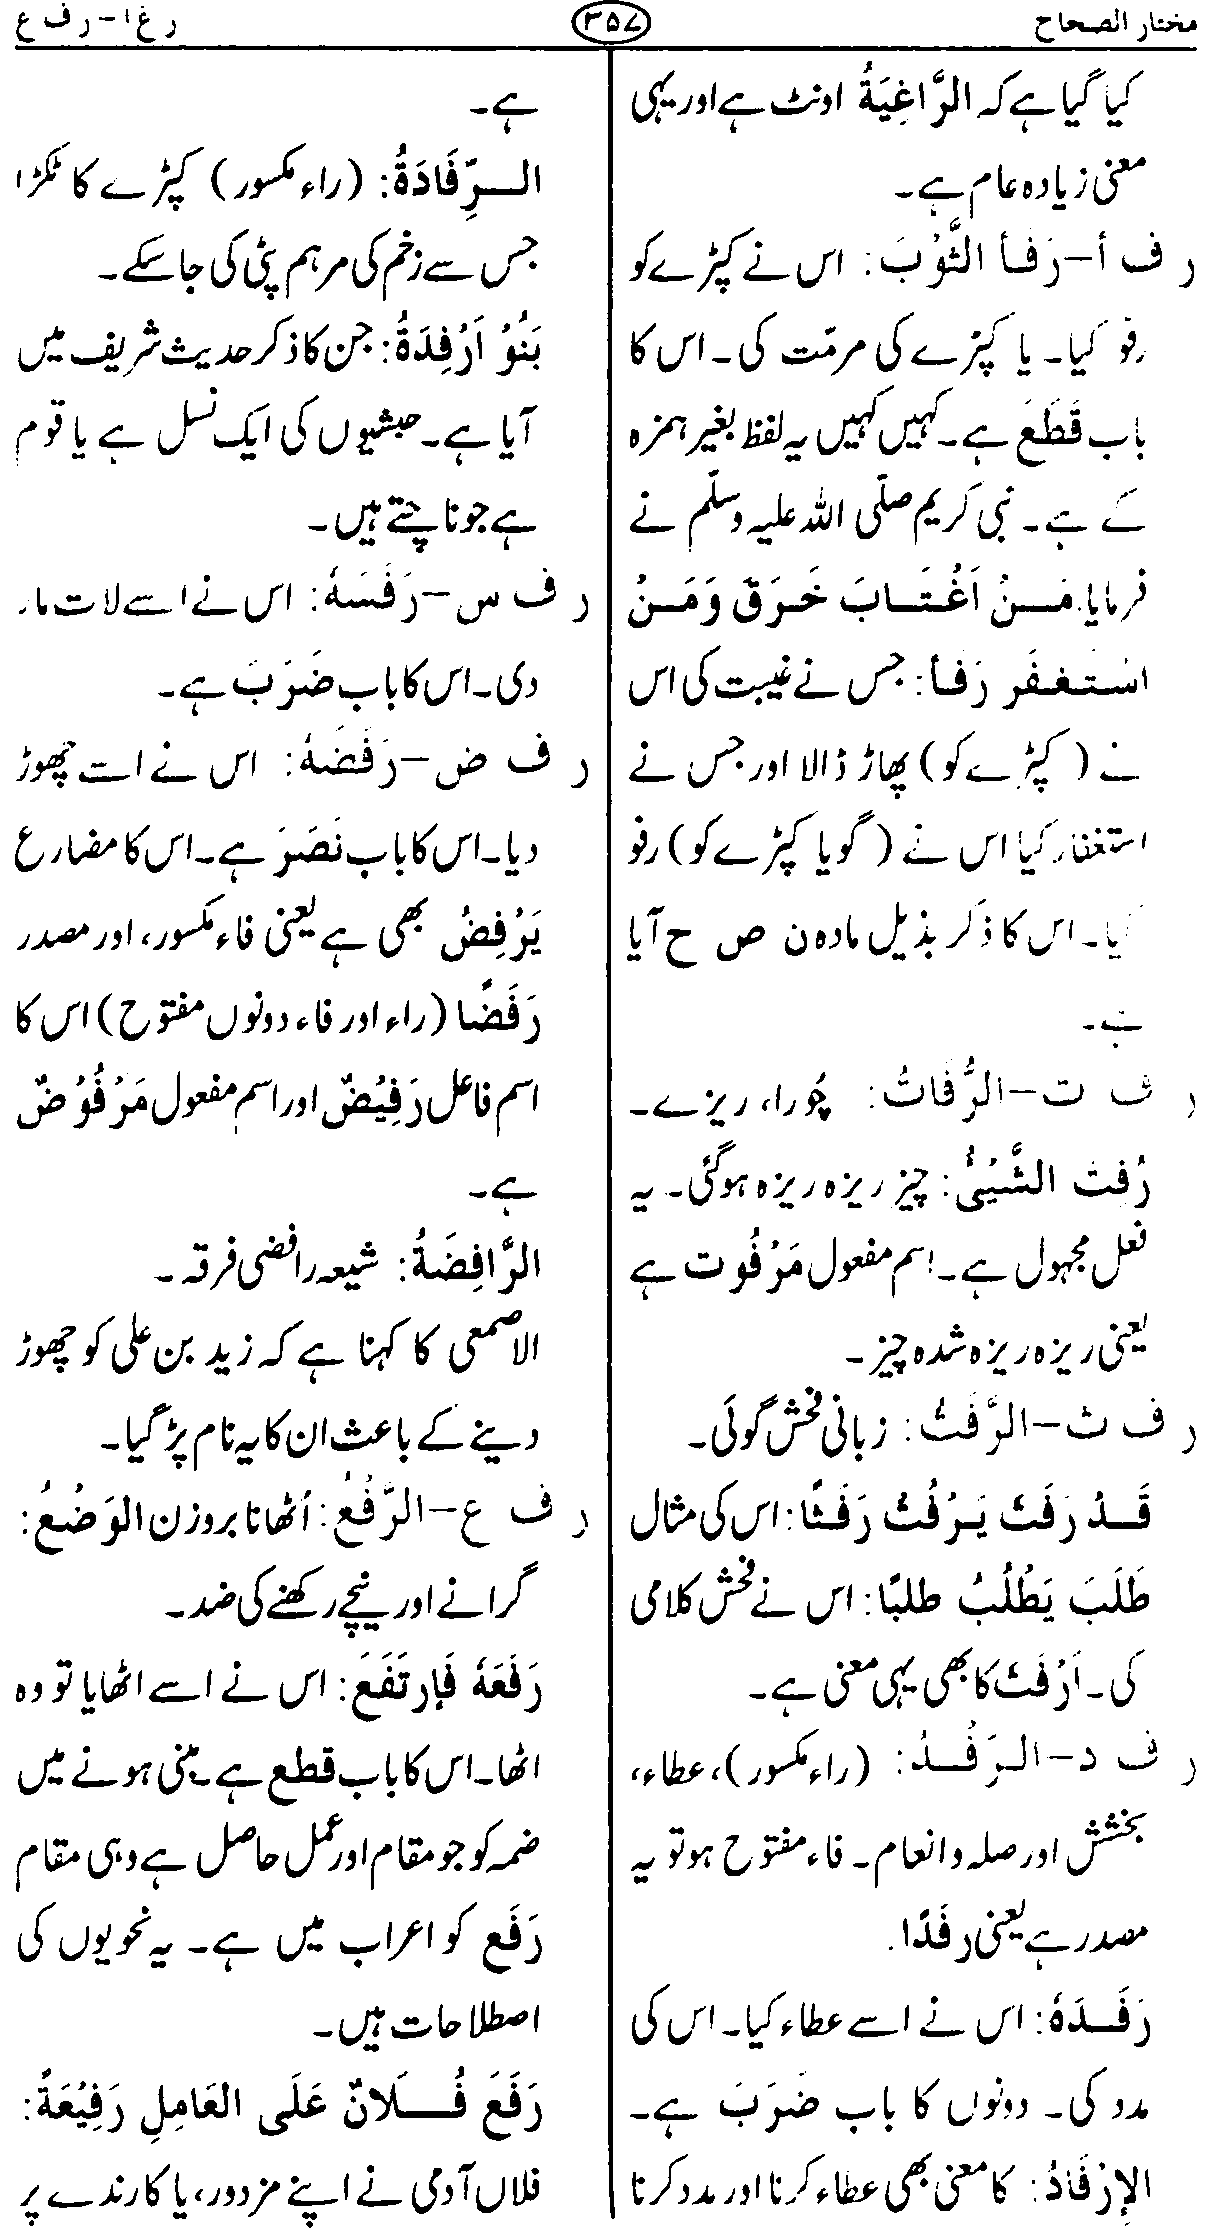 مختار الصحاح
۳۵۷
ر غ ا – ر ف ع
کیا گیا ہے کہ الرَّاغِيَةُ اونٹ ہے اور یہی
معنی زیادہ عام ہے۔
ر ف أ – رَفَأ الثَّوْبَ: اس نے کپڑے کو
رفو کیا۔ یا کپڑے کی مرمّت کی۔ اس کا
باب قَطَعَ ہے۔ کہیں کہیں یہ لفظ بغیر ہمزہ
کے ہے۔ نبی کریم صلّی اللہ علیہ وسلّم نے
فرمایا: مَنْ اغْتَابَ خَرَقَ وَمَنْ
اسْتَغفَر رَفأ: جس نے غیبت کی اس
نے (کپڑے کو) پھاڑ ڈالا اور جس نے
استغفار کیا اس نے (گویا کپڑے کو) رفو
کیا۔ اس کا ذکر بذیل مادہ ن ص ح آیا
ہے۔
ر ف ت – الرُّفَاتُ: چُورا، ریزے۔
رُفِتَ الشَّيْئُ: چیز ریزہ ریزہ ہوگئی۔ یہ
فعل مجہول ہے۔ اسم مفعول مَرْفُوت ہے
یعنی ریزہ ریزہ شدہ چیز۔
ر ف ث – الرَّفَثُ: زبانی فحش گوئی۔
قَدْ رَفَثَ يَرْفُثُ رَفَثًا: اس کی مثال
طَلَبَ يَطْلُبُ طلبًا: اس نے فحش کلامی
کی۔ اَرْفَثَ کا بھی یہی معنی ہے۔
ر ف د – الرِّفْدُ: (راء مکسور)، عطاء،
بخشش اور صلہ و انعام۔ فاء مفتوح ہو تو یہ
مصدر ہے یعنی رفَدًا.
رَفَدَهٗ: اس نے اسے عطاء کیا۔ اس کی
مدد کی۔ دونوں کا باب ضَرَبَ ہے۔
الإرْفَادُ: کا معنی بھی عطاء کرنا اور مدد کرنا
ہے۔
الرِّفَادَةُ: (راء مکسور) کپڑے کا ٹکڑا
جس سے زخم کی مرہم پٹی کی جا سکے۔
بَنُوْ اَرْفِدَةُ: جن کا ذکر حدیث شریف میں
آیا ہے۔ حبشیوں کی ایک نسل ہے یا قوم
ہے جو ناچتے ہیں۔
ر ف س – رَفَسَهٗ: اس نے اسے لات مار
دی۔ اس کا باب ضَرَبَ ہے۔
ر ف ض – رَفَضَهٗ: اس نے اسے چھوڑ
دیا۔ اس کا باب نَصَرَ ہے۔ اس کا مضارع
يَرْفِضُ بھی ہے یعنی فاء مکسور، اور مصدر
رَفَضًا (راء اور فاء دونوں مفتوح) اس کا
اسم فاعل رَفِيْضٌ اور اسم مفعول مَرْفُوْضٌ
ہے۔
الرَّافِضَةُ: شیعہ رافضی فرقہ۔
الاصمعی کا کہنا ہے کہ زید بن علی کو چھوڑ
دینے کے باعث ان کا یہ نام پڑ گیا۔
ر ف ع – الرَّفْعُ: اُٹھانا بروزن الوَضْعُ:
گرانے اور نیچے رکھنے کی ضد۔
رَفَعَهٗ فَارتَفَعَ: اس نے اسے اٹھایا تو وہ
اٹھا۔ اس کا باب قطع ہے۔ مبنی ہونے میں
ضمہ کو جو مقام اور عمل حاصل ہے وہی مقام
رَفَع کو اعراب میں ہے۔ یہ نحویوں کی
اصطلاحات ہیں۔
رَفَعَ فُلَانٌ عَلَى العَامِلِ رَفِيْعَةً:
فلاں آدمی نے اپنے مزدور، یا کارندے پر